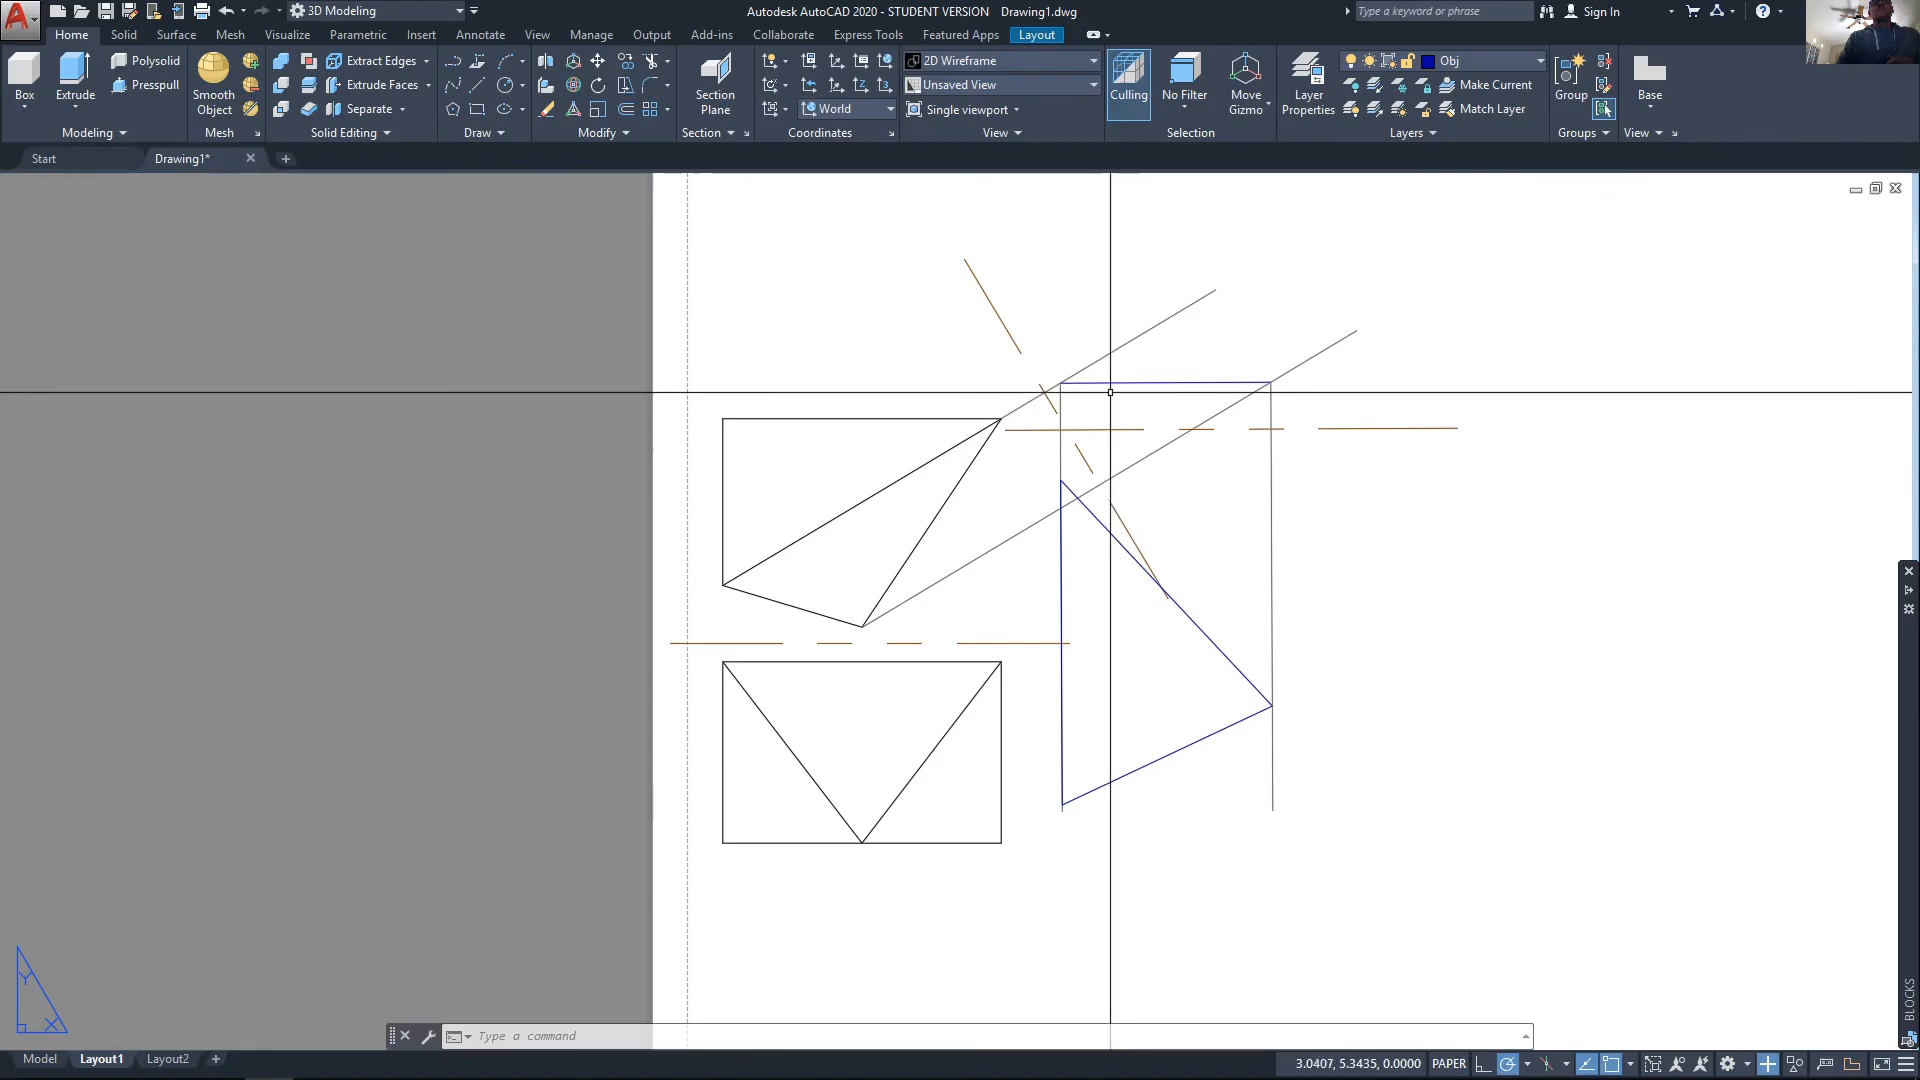 3D Modeling
Autodesk AutoCAD 2020 - STUDENT VERSION Drawing1.dwg
Type a keyword or phrase
Sign In
Home Solid Surface Mesh Visualize Parametric Insert Annotate View Manage Output Add-ins Collaborate Express Tools Featured Apps Layout
Box
Extrude
Polysolid
Presspull
Modeling
Smooth
Object
Mesh
Extract Edges
Extrude Faces
Separate
Solid Editing
Draw
Modify
Section
Plane
Section
World
Coordinates
2D Wireframe
Unsaved View
Single viewport
View
Culling
No Filter
Move
Gizmo
Selection
Layer
Properties
Obj
Make Current
Match Layer
Layers
Group
Groups
Base
View
Start
Drawing1*
Y
X
BLOCKS
Type a command
Model
Layout1
Layout2
3.0407, 5.3435, 0.0000
PAPER